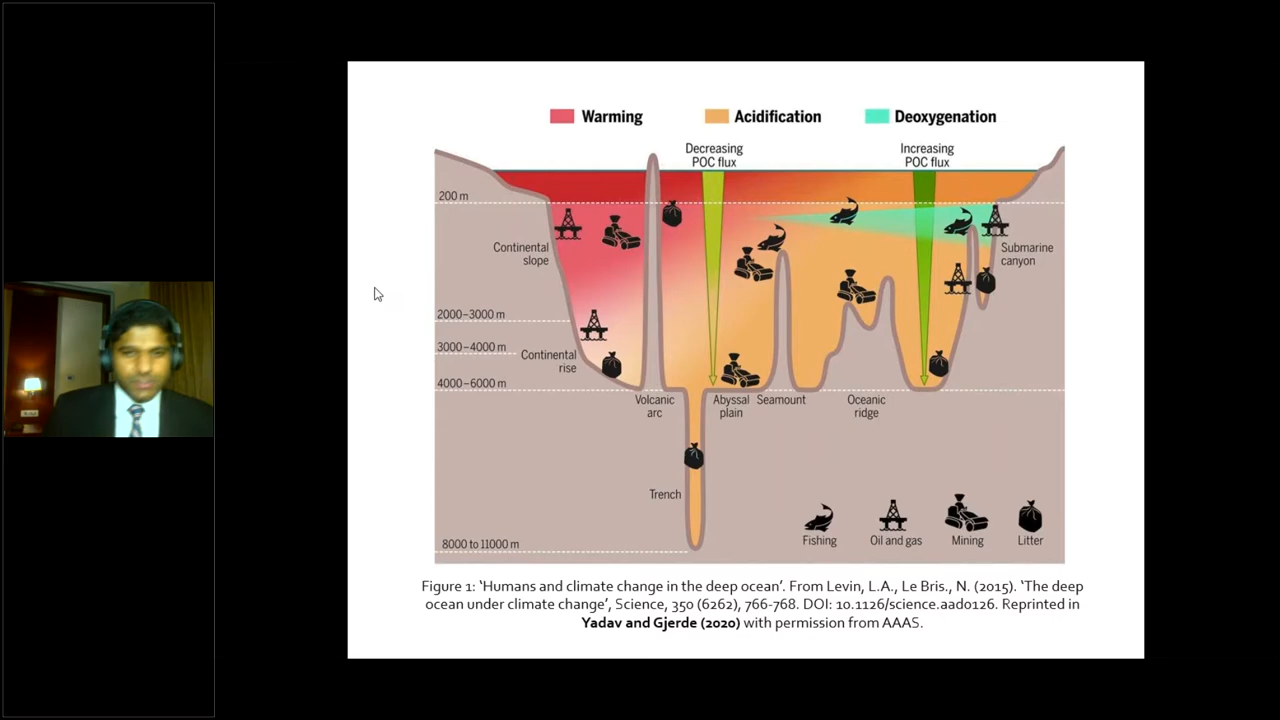 Warming
Acidification
Deoxygenation
Decreasing
POC flux
Increasing
POC flux
200 m
Continental
slope
Submarine
canyon
2000–3000 m
3000–4000 m
Continental
rise
4000–6000 m
Volcanic
arc
Abyssal
plain
Seamount
Oceanic
ridge
Trench
8000 to 11000 m
Fishing
Oil and gas
Mining
Litter
Figure 1: ‘Humans and climate change in the deep ocean’. From Levin, L.A., Le Bris., N. (2015). ‘The deep
ocean under climate change’, Science, 350 (6262), 766-768. DOI: 10.1126/science.aad0126. Reprinted in
Yadav and Gjerde (2020) with permission from AAAS.